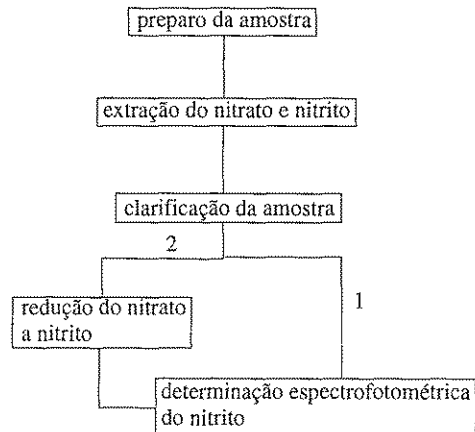 preparo da amostra
extração do nitrato e nitrito
clarificação da amostra
2
1
redução do nitrato
a nitrito
determinação espectrofotométrica
do nitrito